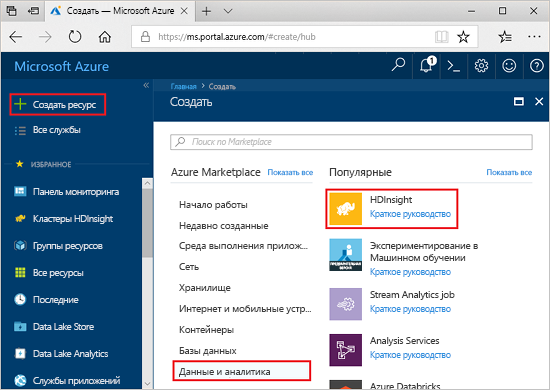 Создать — Microsoft Azure
https://ms.portal.azure.com/#create/hub
Microsoft Azure
1
Создать ресурс
Все службы
ИЗБРАННОЕ
Панель мониторинга
Кластеры HDInsight
Группы ресурсов
Все ресурсы
Последние
Data Lake Store
Data Lake Analytics
Службы приложений
Главная > Создать
Создать
Поиск по Marketplace
Azure Marketplace Показать все
Начало работы
Недавно созданные
Среда выполнения прилож...
Сеть
Хранилище
Интернет и мобильные устр...
Контейнеры
Базы данных
Данные и аналитика
Популярные Показать все
HDInsight
Краткое руководство
ПРЕДВАРИТЕЛЬНАЯ
ВЕРСИЯ
Экспериментирование в
Машинном обучении
Краткое руководство
Stream Analytics job
Краткое руководство
Analysis Services
Краткое руководство
Azure Databricks